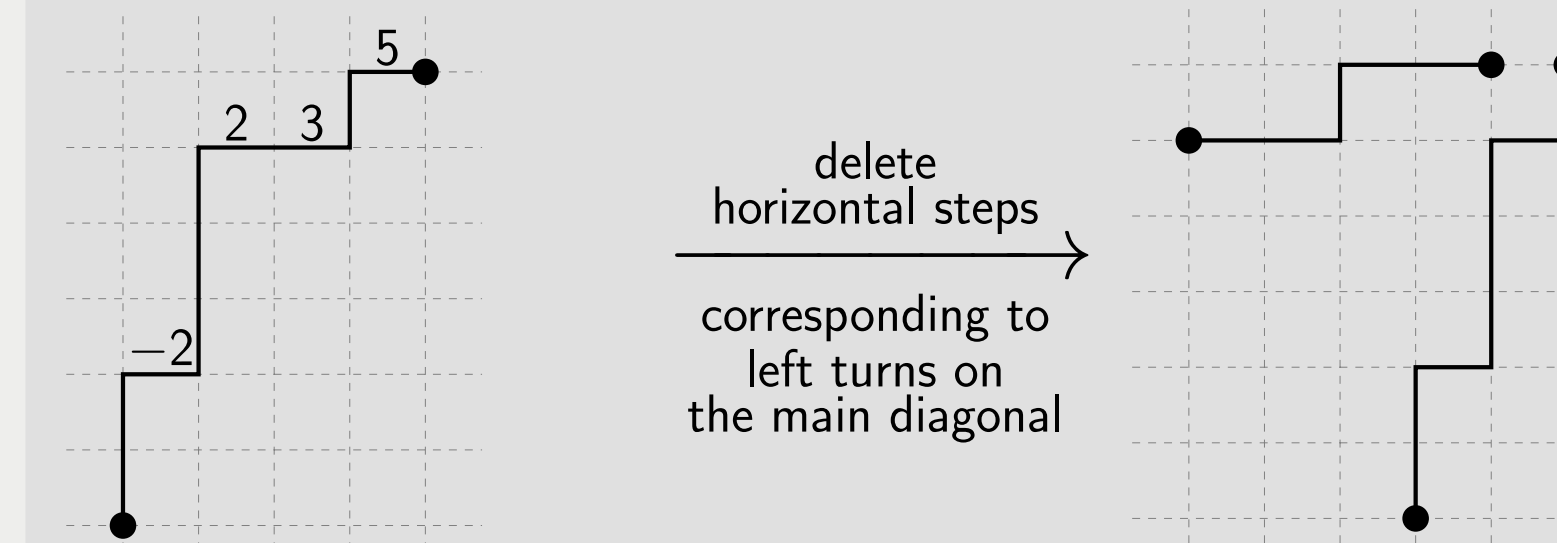 5
2 3
−2
delete
horizontal steps
corresponding to
left turns on
the main diagonal